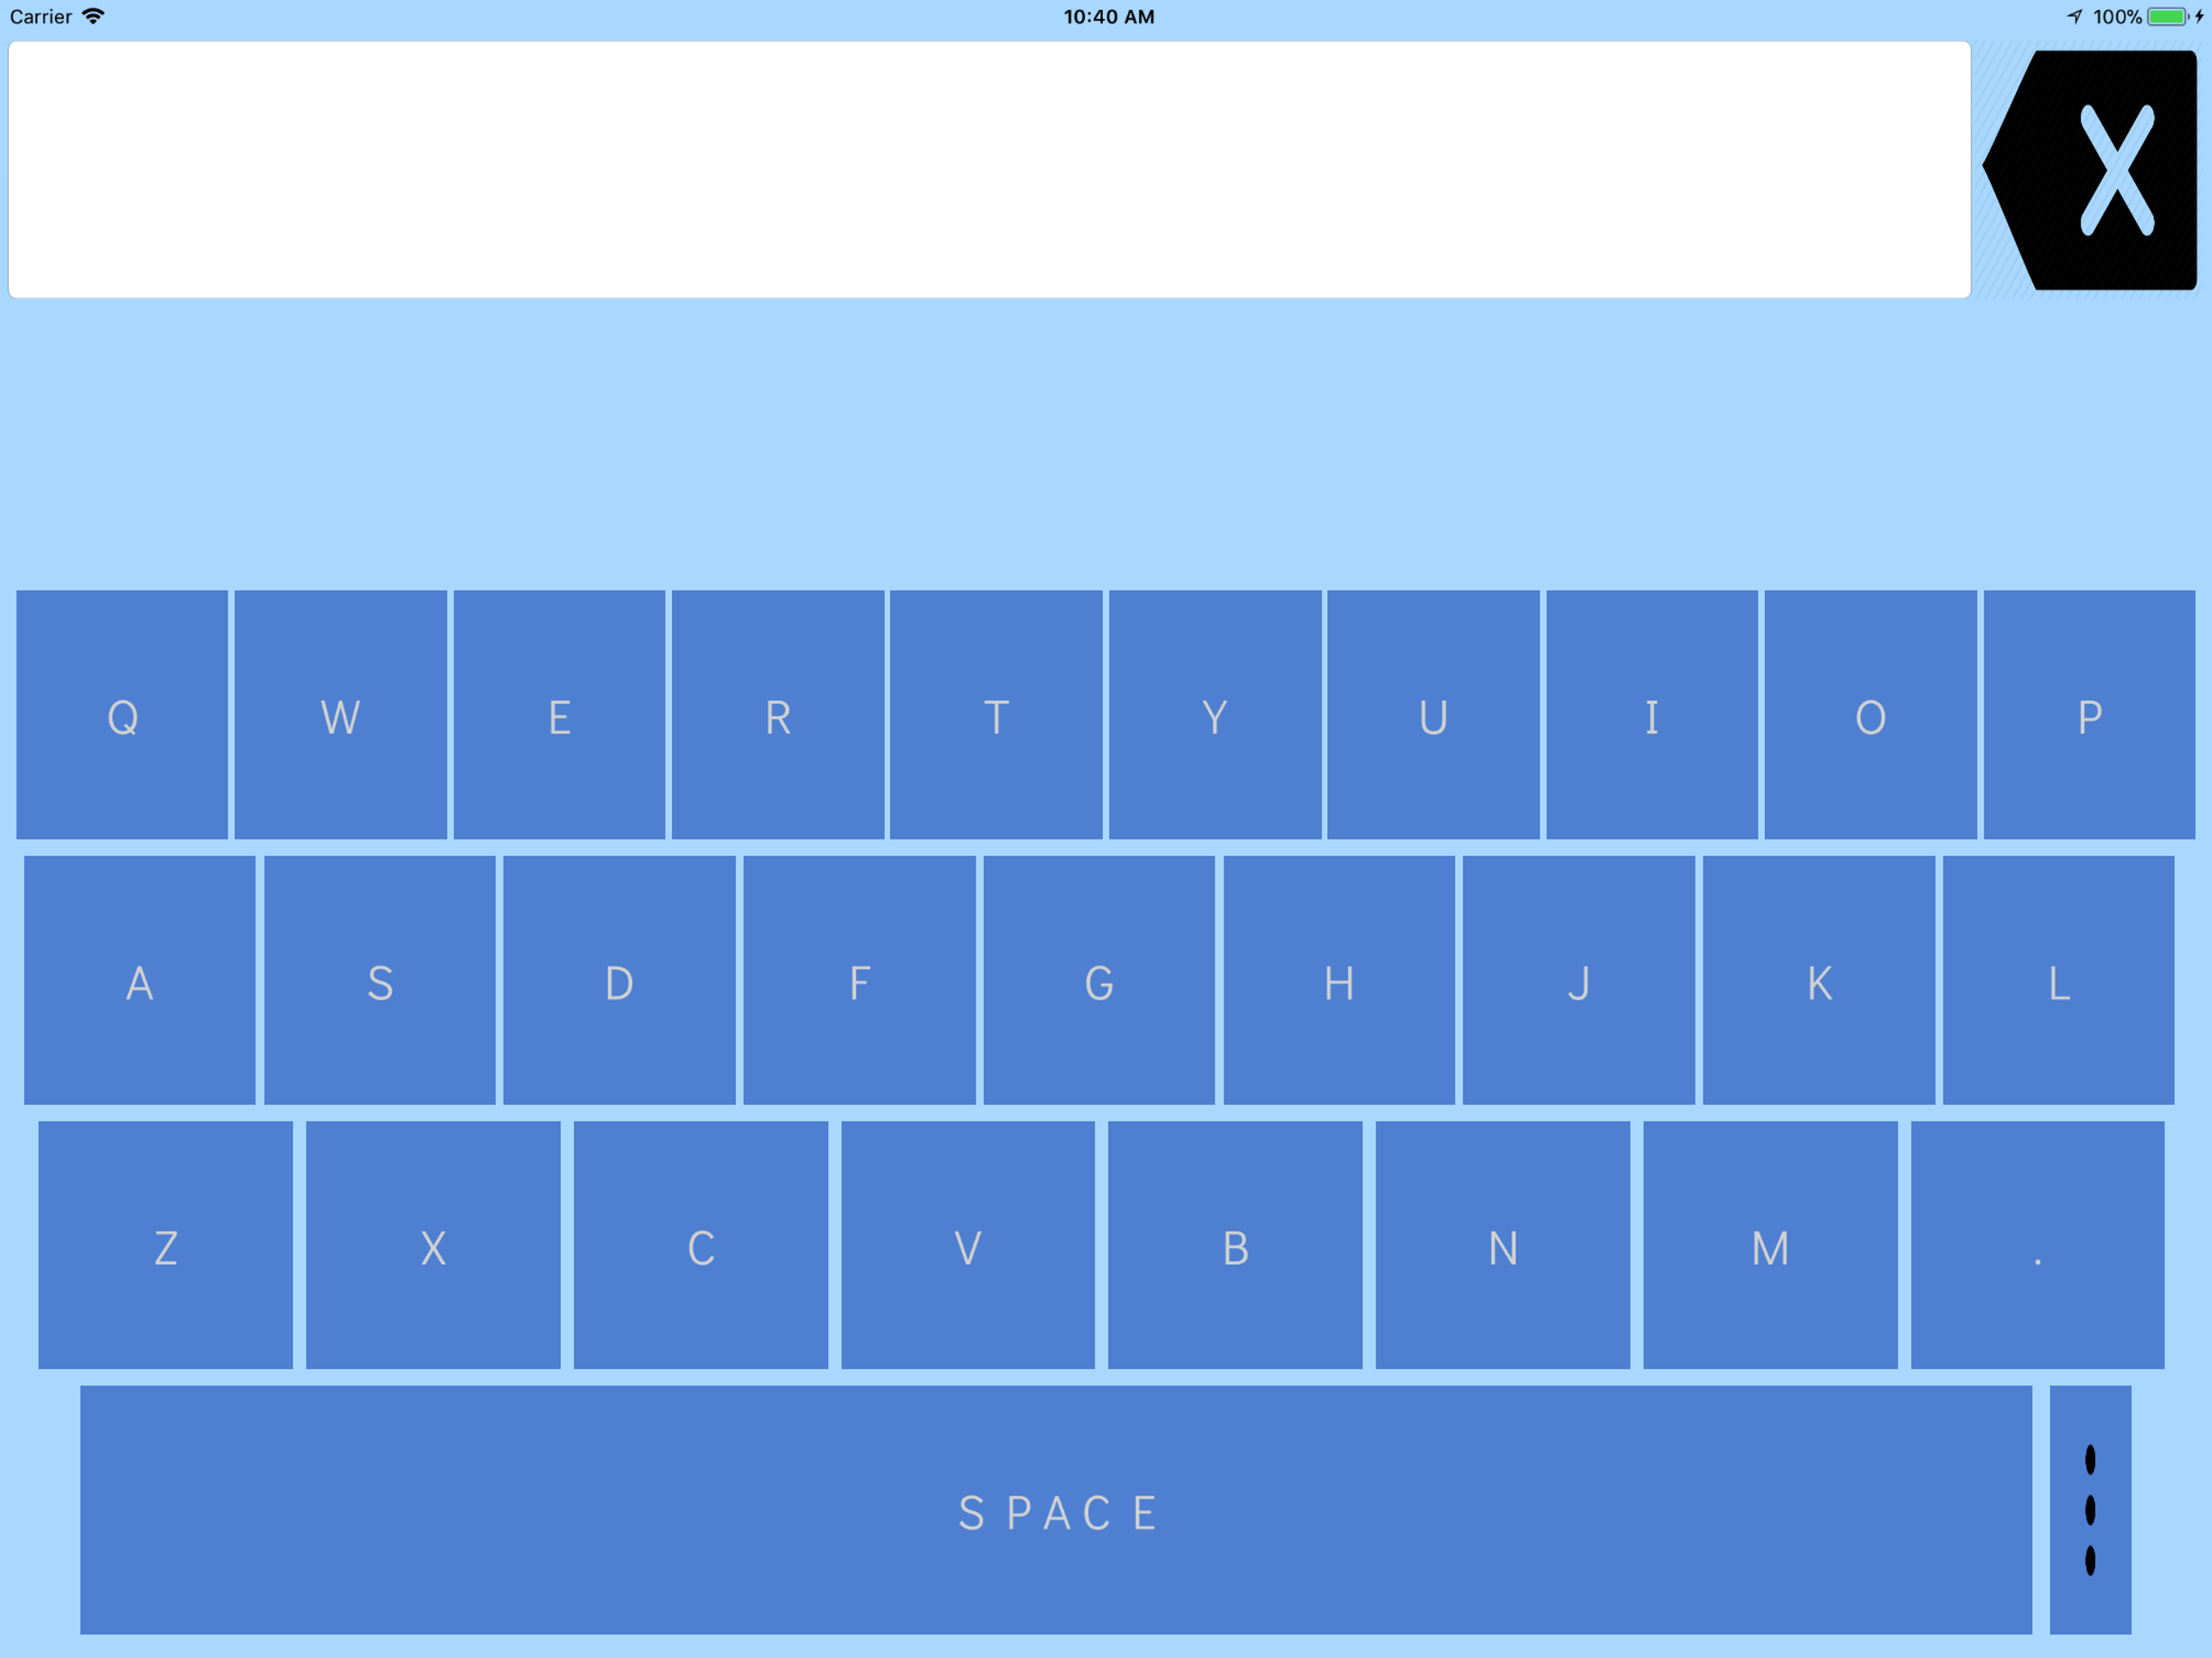 Carrier 10:40 AM 100%
X
Q W E R T Y U I O P
A S D F G H J K L
Z X C V B N M .
SPACE